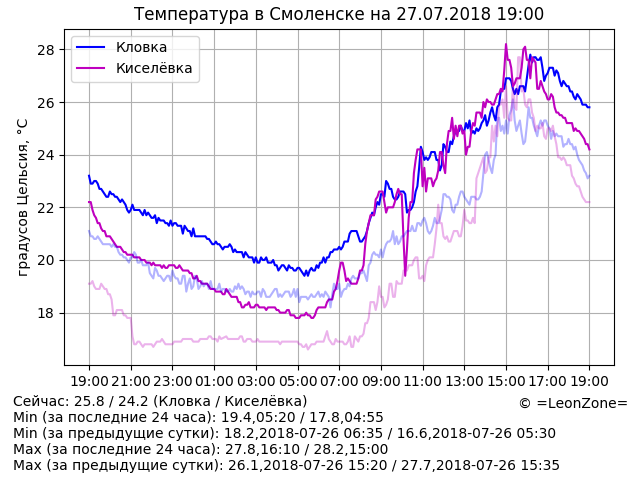 Температура в Смоленске на 27.07.2018 19:00
Кловка
Киселёвка
градусов Цельсия, °C
28
26
24
22
20
18
19:00 21:00 23:00 01:00 03:00 05:00 07:00 09:00 11:00 13:00 15:00 17:00 19:00
Сейчас: 25.8 / 24.2 (Кловка / Киселёвка)
© =LeonZone=
Min (за последние 24 часа): 19.4,05:20 / 17.8,04:55
Min (за предыдущие сутки): 18.2,2018-07-26 06:35 / 16.6,2018-07-26 05:30
Max (за последние 24 часа): 27.8,16:10 / 28.2,15:00
Max (за предыдущие сутки): 26.1,2018-07-26 15:20 / 27.7,2018-07-26 15:35